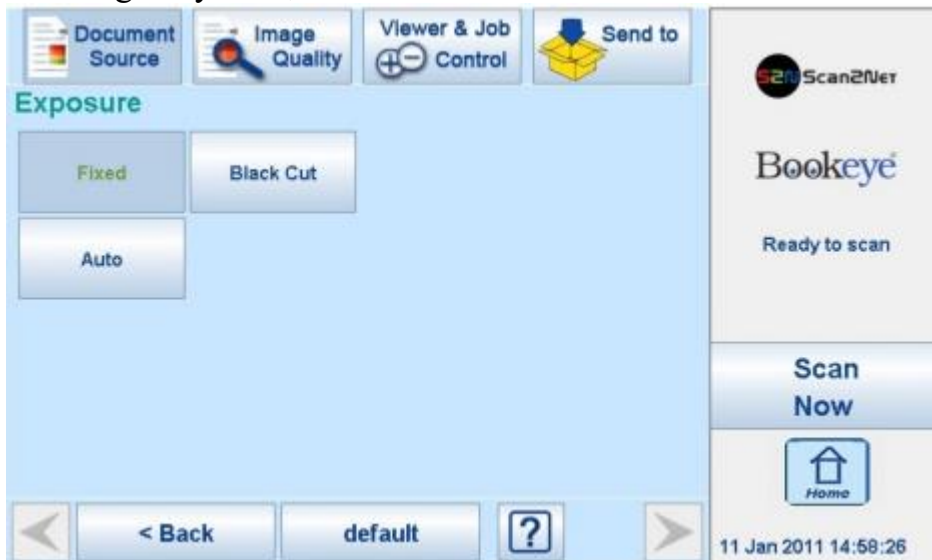 Document
Source
Image
Quality
Viewer & Job
Control
Send to
Exposure
Fixed
Black Cut
Auto
< Back
default
?
S2N Scan2Net
Bookeye
Ready to scan
Scan
Now
Home
11 Jan 2011 14:58:26